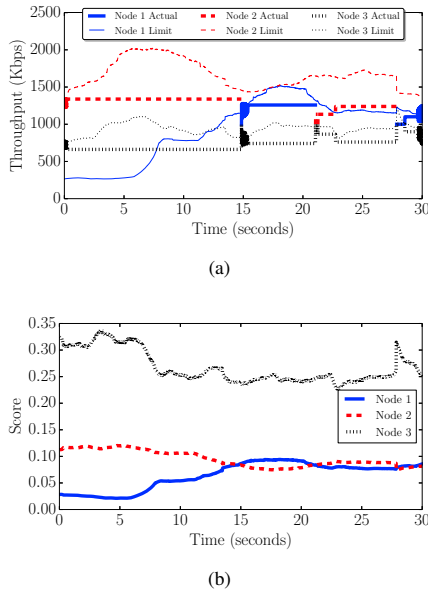 Node 1 Actual Node 2 Actual Node 3 Actual
Node 1 Limit Node 2 Limit Node 3 Limit
2500
2000
1500
1000
500
0
Throughput (Kbps)
0 5 10 15 20 25 30
Time (seconds)
(a)
0.35
0.30
0.25
0.20
0.15
0.10
0.05
0.00
Score
Node 1
Node 2
Node 3
0 5 10 15 20 25 30
Time (seconds)
(b)